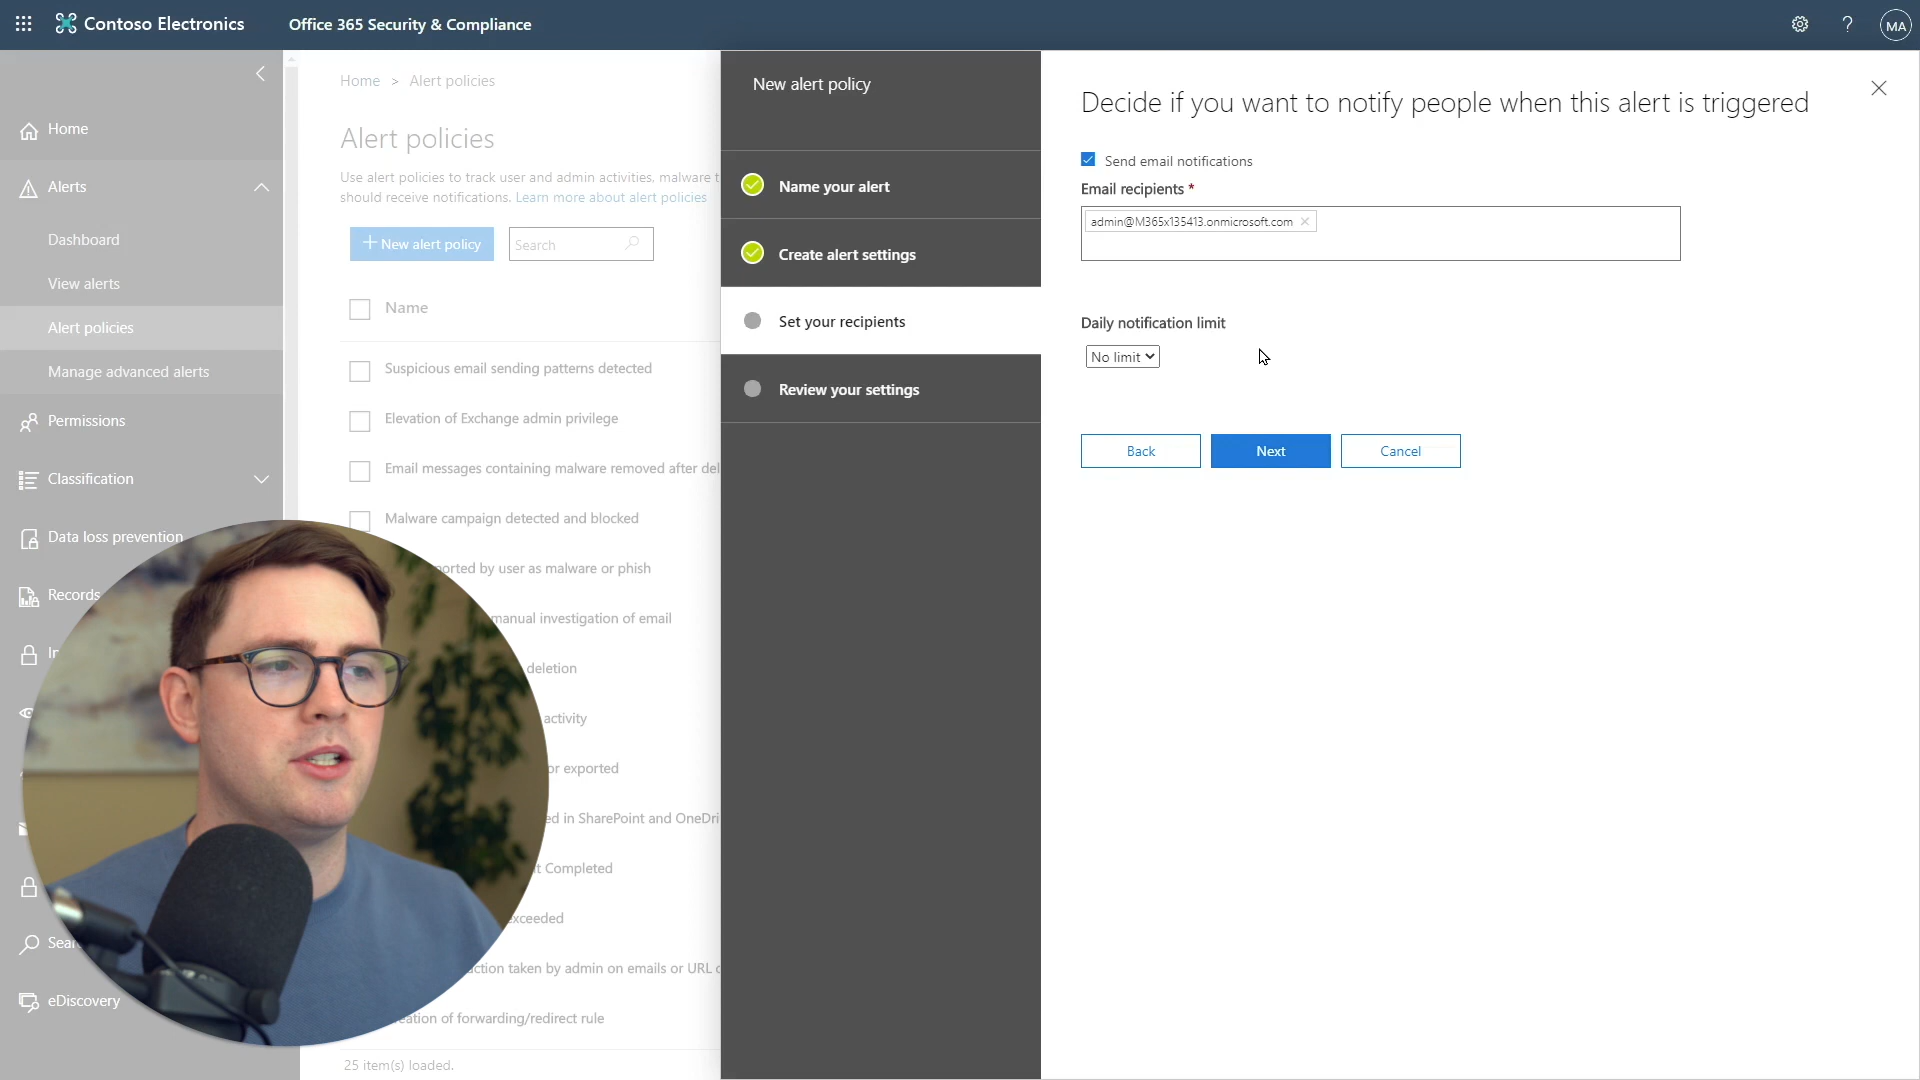 Contoso Electronics
Office 365 Security & Compliance
?
MA
Home
Alerts
Dashboard
View alerts
Alert policies
Manage advanced alerts
Permissions
Classification
Data loss prevention
Records
eDiscovery
Home > Alert policies
Alert policies
Use alert policies to track user and admin activities, malware t
should receive notifications. Learn more about alert policies
+ New alert policy
Search
Name
Suspicious email sending patterns detected
Elevation of Exchange admin privilege
Email messages containing malware removed after del
Malware campaign detected and blocked
orted by user as malware or phish
manual investigation of email
deletion
activity
or exported
ed in SharePoint and OneDri
t Completed
exceeded
ction taken by admin on emails or URL
eation of forwarding/redirect rule
25 item(s) loaded.
New alert policy
Name your alert
Create alert settings
Set your recipients
Review your settings
Decide if you want to notify people when this alert is triggered
Send email notifications
Email recipients *
admin@M365x135413.onmicrosoft.com ×
Daily notification limit
No limit
Back
Next
Cancel